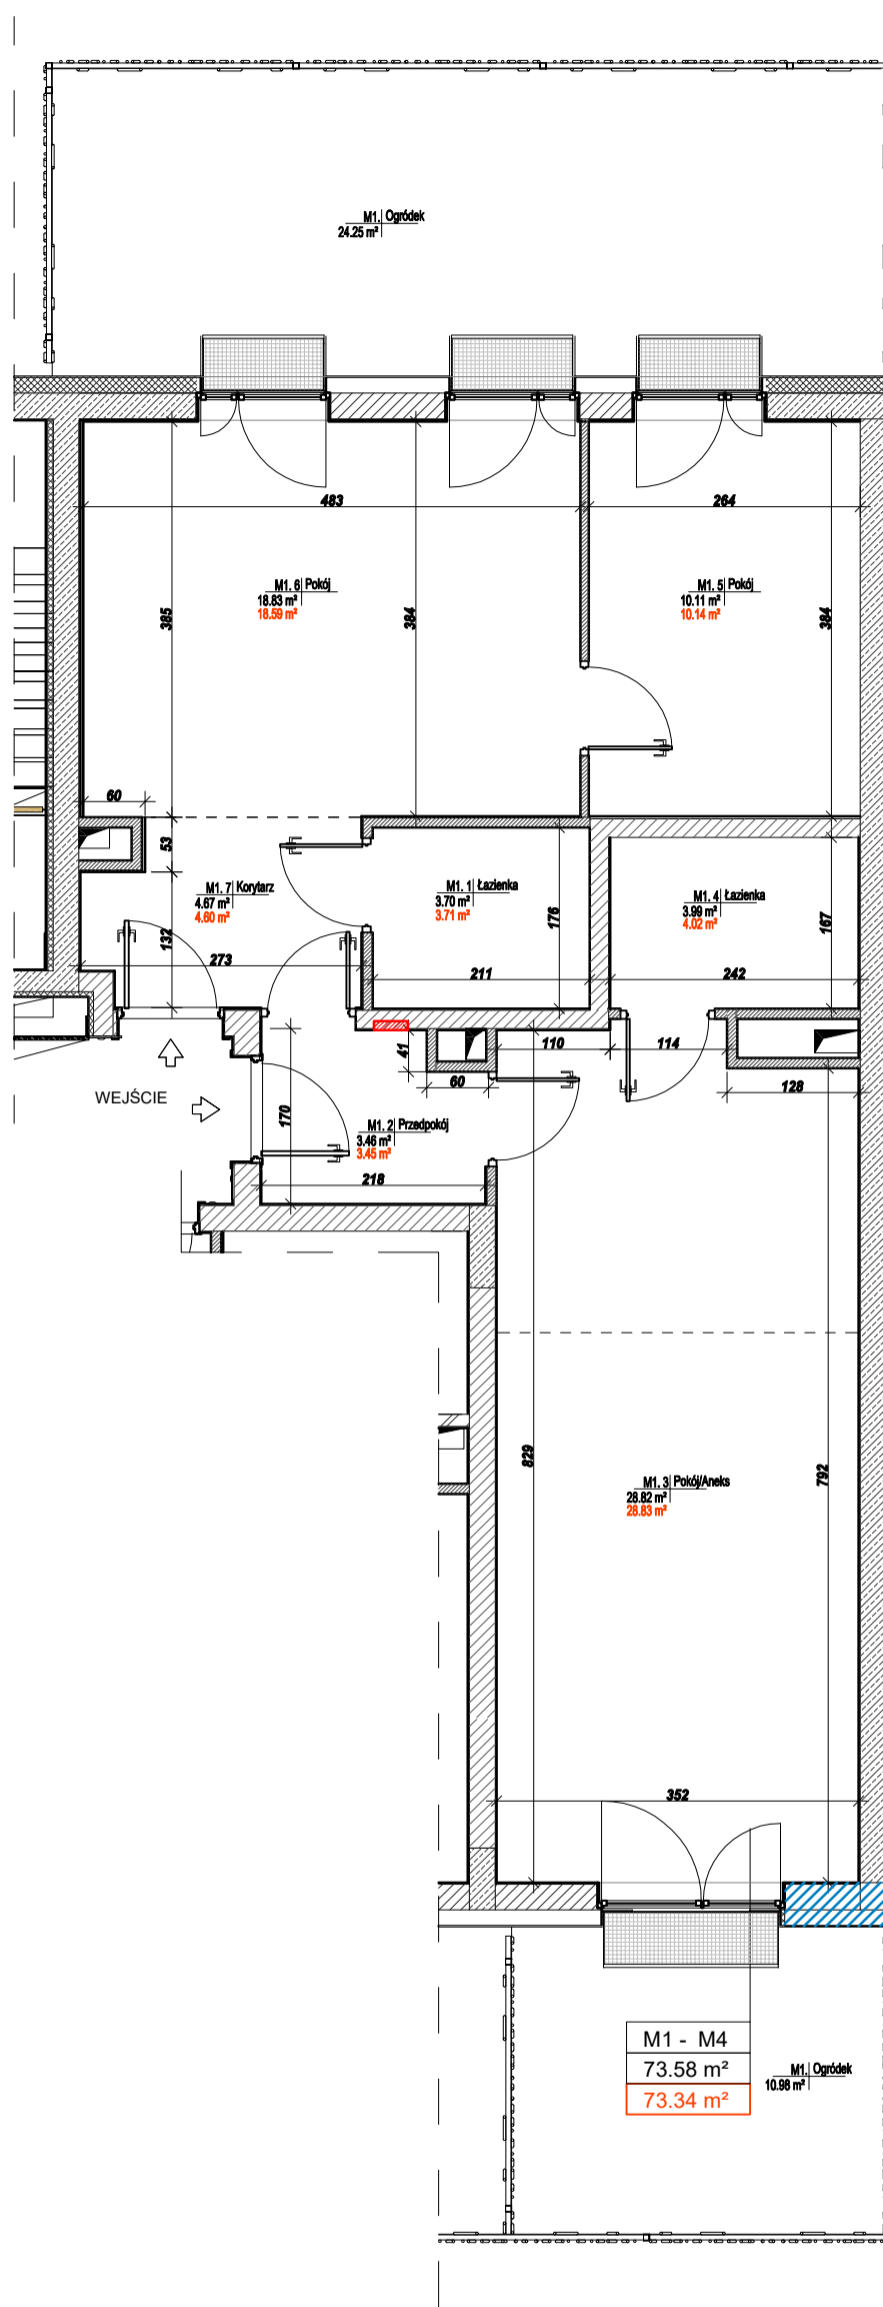 M1. Ogródek
24.25 m²
483
264
385
384
384
M1. 6 Pokój
18.83 m²
18.59 m²
M1. 5 Pokój
10.11 m²
10.14 m²
60
53
M1. 7 Korytarz
4.67 m²
4.60 m²
M1. 1 Łazienka
3.70 m²
3.71 m²
M1. 4 Łazienka
3.99 m²
4.02 m²
176
167
132
273
211
242
41
110
114
60
128
WEJŚCIE
170
M1. 2 Przedpokój
3.46 m²
3.45 m²
218
829
792
M1. 3 Pokój/Aneks
28.82 m²
28.83 m²
352
M1 - M4
73.58 m²
73.34 m²
M1. Ogródek
10.98 m²